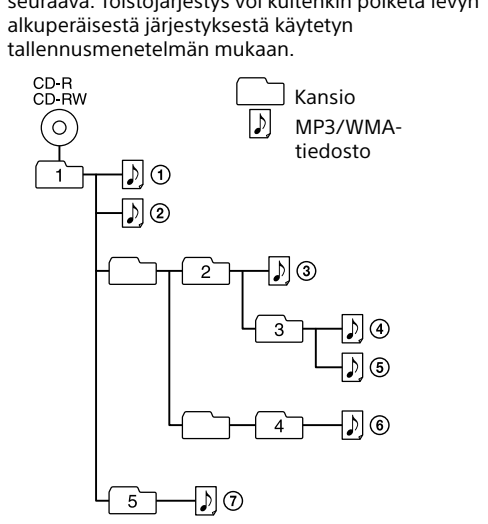 seuraava. Toistojärjestys voi kuitenkin poiketa levyn
alkuperäisestä järjestyksestä käytetyn
tallennusmenetelmän mukaan.
CD-R
CD-RW
Kansio
MP3/WMA-
tiedosto
1
①
②
2
③
3
④
⑤
4
⑥
5
⑦